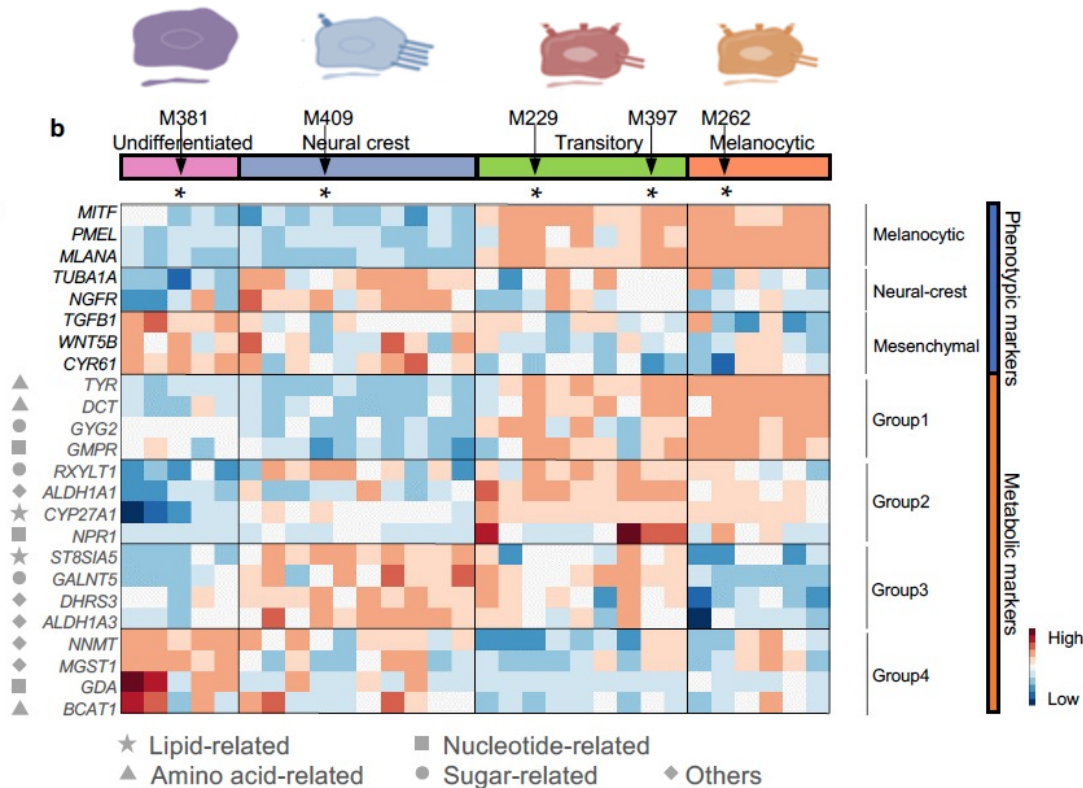 b
M381 M409 M229 M397 M262
Undifferentiated Neural crest Transitory Melanocytic
* * * * *
MITF
PMEL Melanocytic
MLANA
TUBA1A
NGFR Neural-crest
TGFB1
WNT5B Mesenchymal
CYR61
Phenotypic markers
TYR
DCT
GYG2 Group1
GMPR
RXYLT1
ALDH1A1
CYP27A1 Group2
NPR1
ST8SIA5
GALNT5
DHRS3 Group3
ALDH1A3
NNMT
MGST1
GDA Group4
BCAT1
Metabolic markers
High
Low
Lipid-related Nucleotide-related
Amino acid-related Sugar-related Others